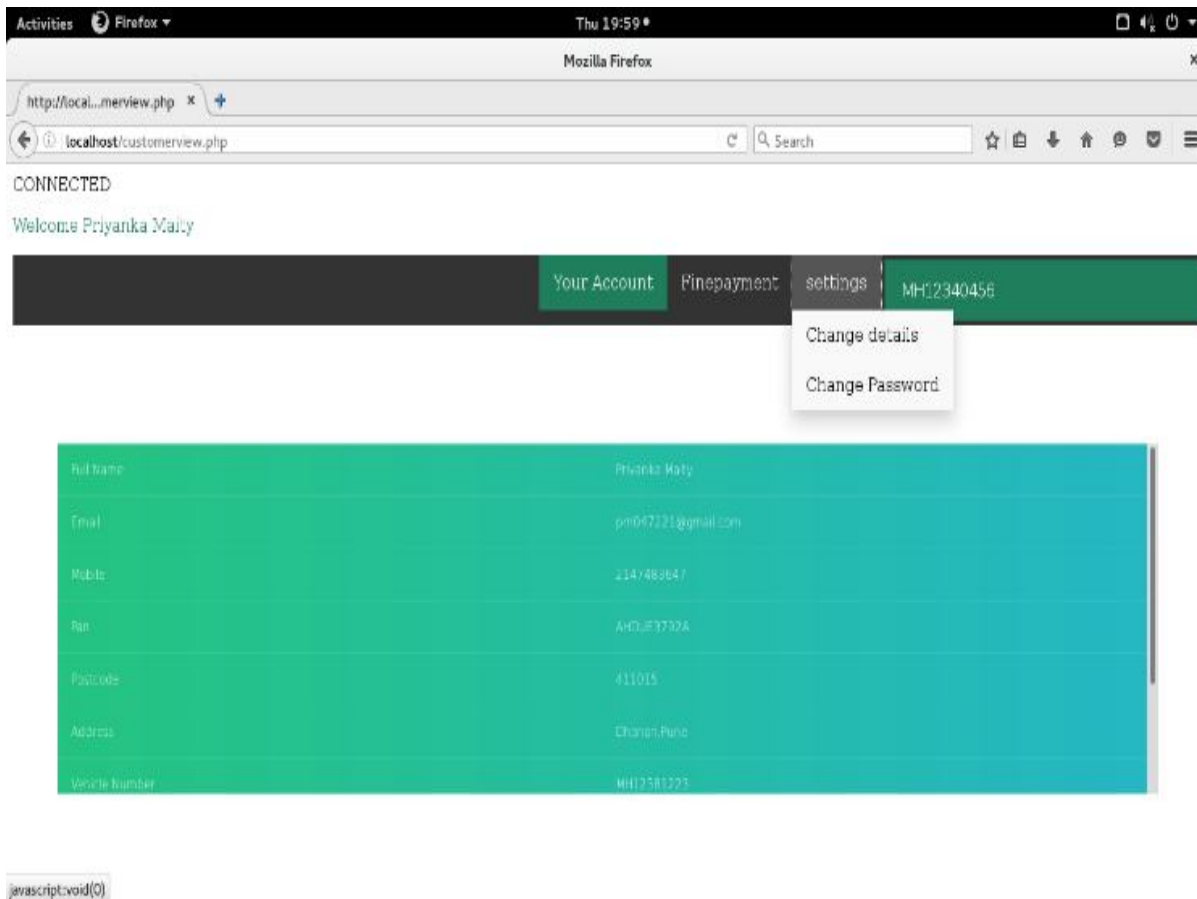 Activities Firefox
Thu 19:59
Mozilla Firefox
http://local...merview.php
localhost/customerview.php
Search
CONNECTED
Welcome Priyanka Maity
Your Account Finepayment settings MH12340456
Change details
Change Password
Full Name Priyanka Maity
Email
Mobile 2147483647
Pan
Postcode 411015
Address
Vehicle Number
javascript:void(0)